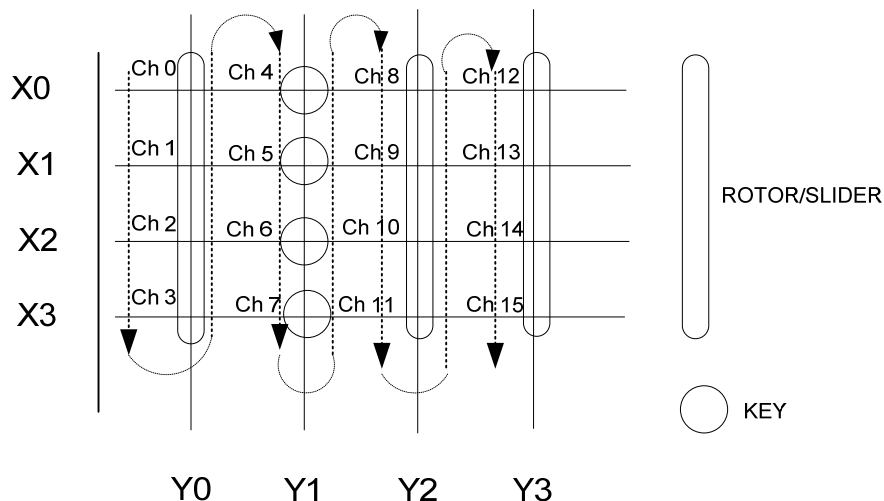 X0 Ch 0 Ch 4 Ch 8 Ch 12
X1 Ch 1 Ch 5 Ch 9 Ch 13
X2 Ch 2 Ch 6 Ch 10 Ch 14
X3 Ch 3 Ch 7 Ch 11 Ch 15
Y0 Y1 Y2 Y3
ROTOR/SLIDER
KEY